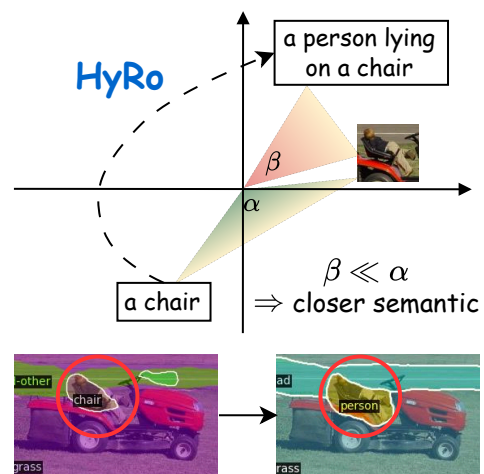 a person lying
on a chair
HyRo
β
α
a chair
β ≪ α
⇒ closer semantic
l-other
chair
grass
ad
person
rass